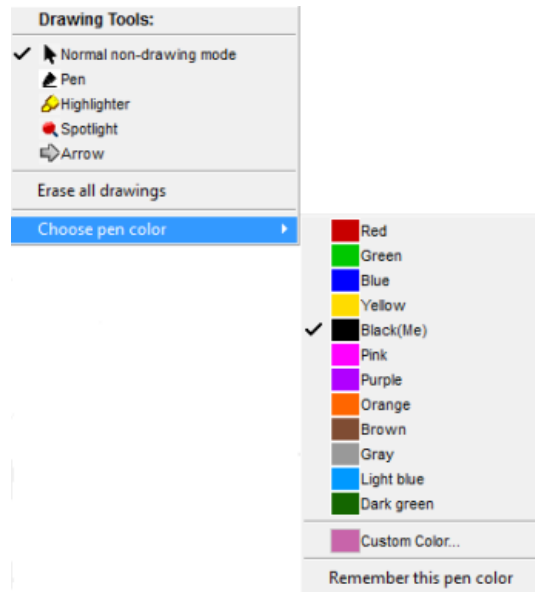 Drawing Tools:
Normal non-drawing mode
Pen
Highlighter
Spotlight
Arrow
Erase all drawings
Choose pen color
Red
Green
Blue
Yellow
Black(Me)
Pink
Purple
Orange
Brown
Gray
Light blue
Dark green
Custom Color...
Remember this pen color